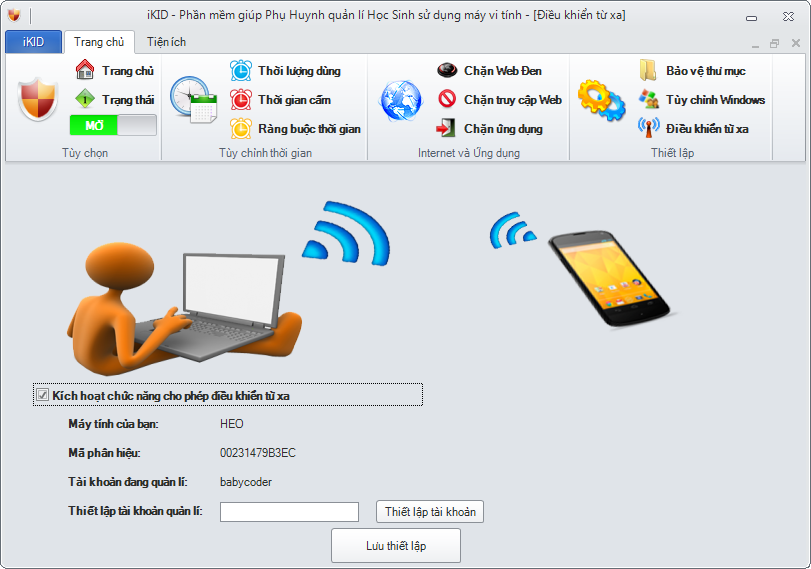 iKID - Phần mềm giúp Phụ Huynh quản lí Học Sinh sử dụng máy vi tính - [Điều khiển từ xa]
iKID Trang chủ Tiện ích
Trang chủ
Trạng thái
MỞ
Tùy chọn
Thời lượng dùng
Thời gian cấm
Ràng buộc thời gian
Tùy chỉnh thời gian
Chặn Web Đen
Chặn truy cập Web
Chặn ứng dụng
Internet và Ứng dụng
Bảo vệ thư mục
Tùy chỉnh Windows
Điều khiển từ xa
Thiết lập
Kích hoạt chức năng cho phép điều khiển từ xa
Máy tính của bạn: HEO
Mã phân hiệu: 00231479B3EC
Tài khoản đang quản lí: babycoder
Thiết lập tài khoản quản lí: Thiết lập tài khoản
Lưu thiết lập